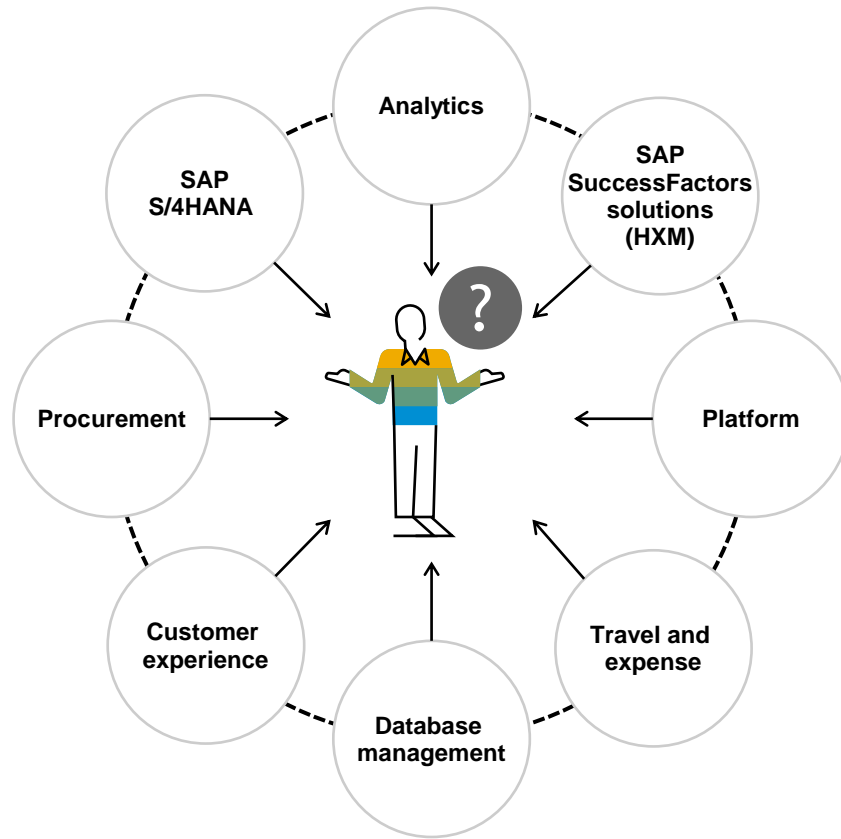 Analytics
SAP
S/4HANA
SAP
SuccessFactors
solutions
(HXM)
?
Procurement
Platform
Customer
experience
Travel and
expense
Database
management